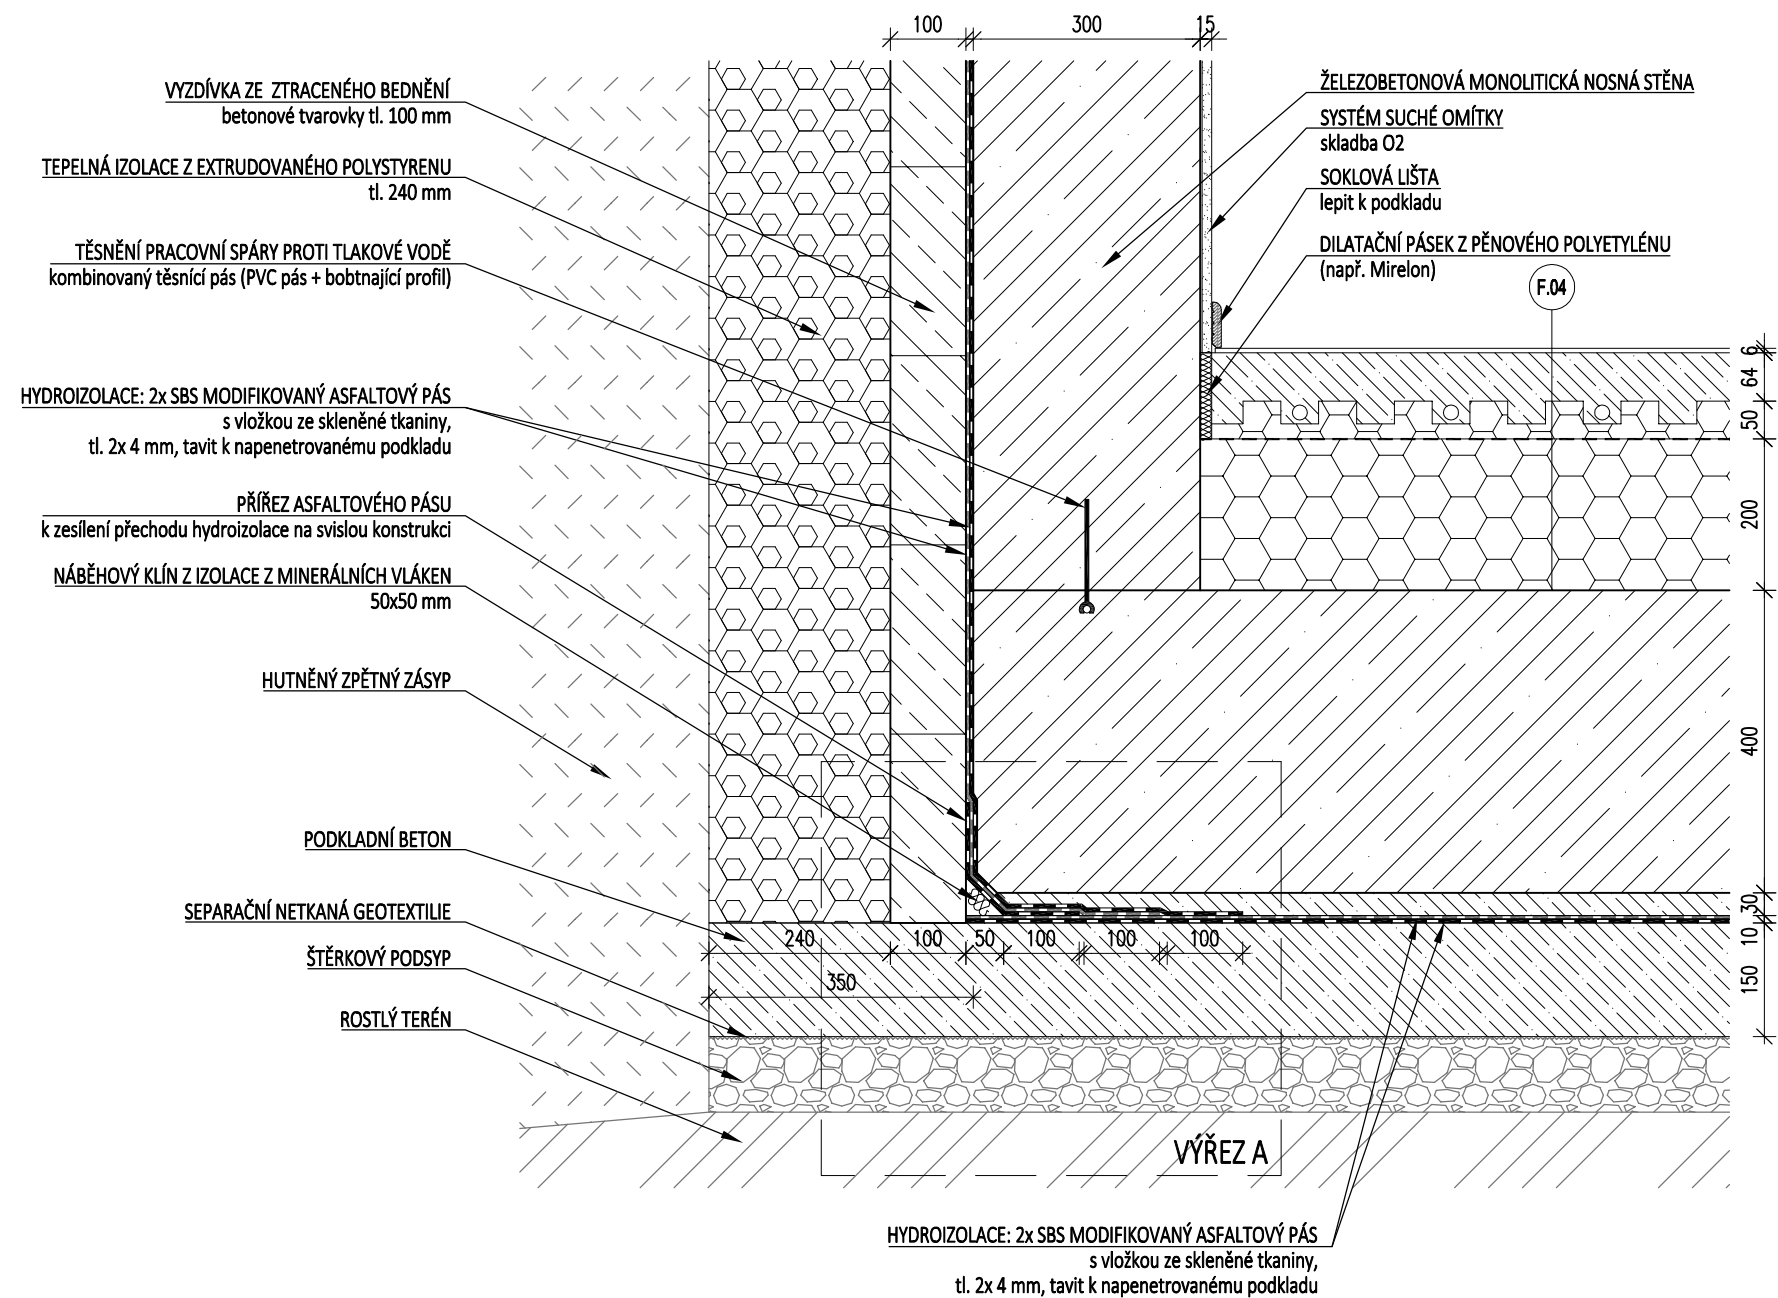 100
300
15
VYZDÍVKA ZE ZTRACENÉHO BEDNĚNÍ
betonové tvarovky tl. 100 mm
TEPELNÁ IZOLACE Z EXTRUDOVANÉHO POLYSTYRENU
tl. 240 mm
TĚSNĚNÍ PRACOVNÍ SPÁRY PROTI TLAKOVÉ VODĚ
kombinovaný těsnící pás (PVC pás + bobtnající profil)
HYDROIZOLACE: 2x SBS MODIFIKOVANÝ ASFALTOVÝ PÁS
s vložkou ze skleněné tkaniny,
tl. 2x 4 mm, tavit k napenetrovanému podkladu
PŘÍŘEZ ASFALTOVÉHO PÁSU
k zesílení přechodu hydroizolace na svislou konstrukci
NÁBĚHOVÝ KLÍN Z IZOLACE Z MINERÁLNÍCH VLÁKEN
50x50 mm
HUTNĚNÝ ZPĚTNÝ ZÁSYP
PODKLADNÍ BETON
SEPARAČNÍ NETKANÁ GEOTEXTILIE
ŠTĚRKOVÝ PODSYP
ROSTLÝ TERÉN
ŽELEZOBETONOVÁ MONOLITICKÁ NOSNÁ STĚNA
SYSTÉM SUCHÉ OMÍTKY
skladba O2
SOKLOVÁ LIŠTA
lepit k podkladu
DILATAČNÍ PÁSEK Z PĚNOVÉHO POLYETYLÉNU
(např. Mirelon)
F.04
6
64
50
200
400
30
10
150
240
100
50
100
100
100
350
VÝŘEZ A
HYDROIZOLACE: 2x SBS MODIFIKOVANÝ ASFALTOVÝ PÁS
s vložkou ze skleněné tkaniny,
tl. 2x 4 mm, tavit k napenetrovanému podkladu